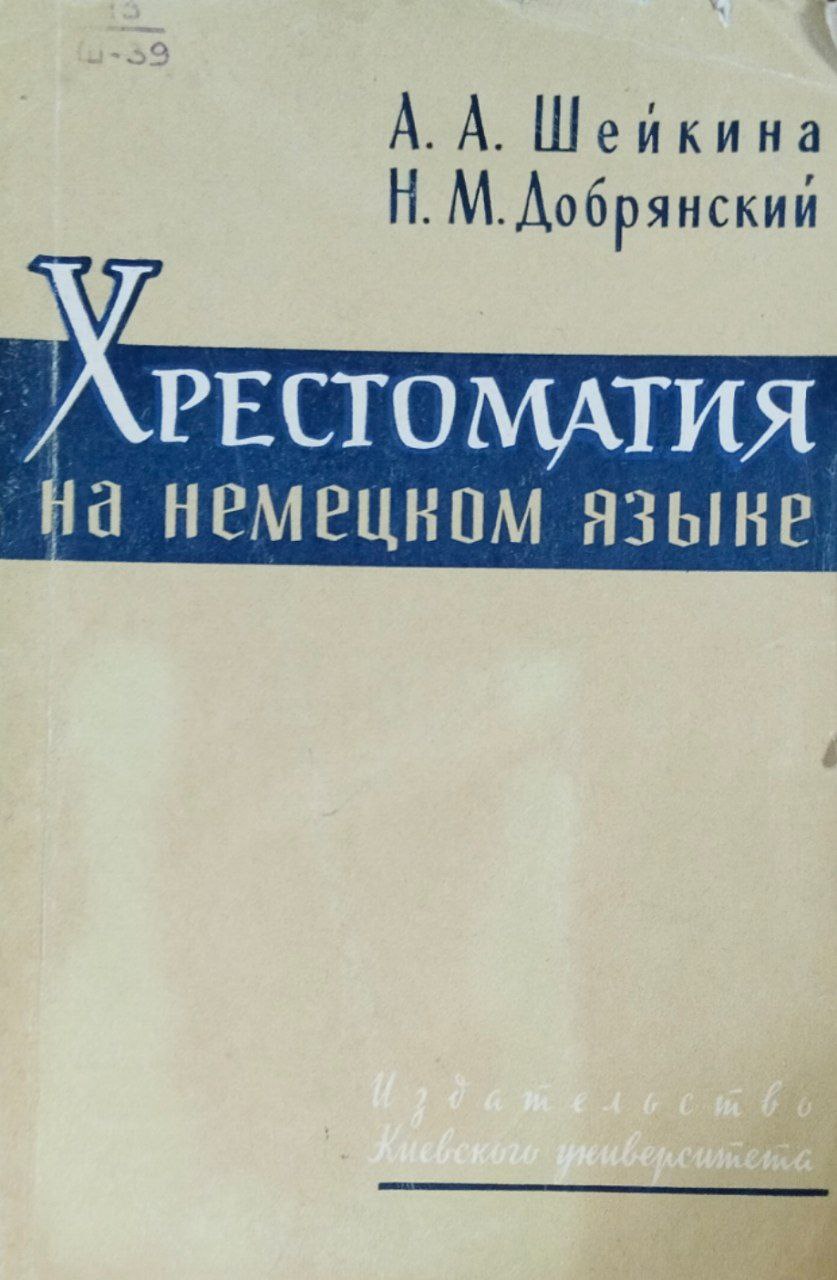 Ш-39
А. А. Шейкина
Н. М. Добрянский
Хрестоматия
на немецком языке
Издательство
Киевского университета